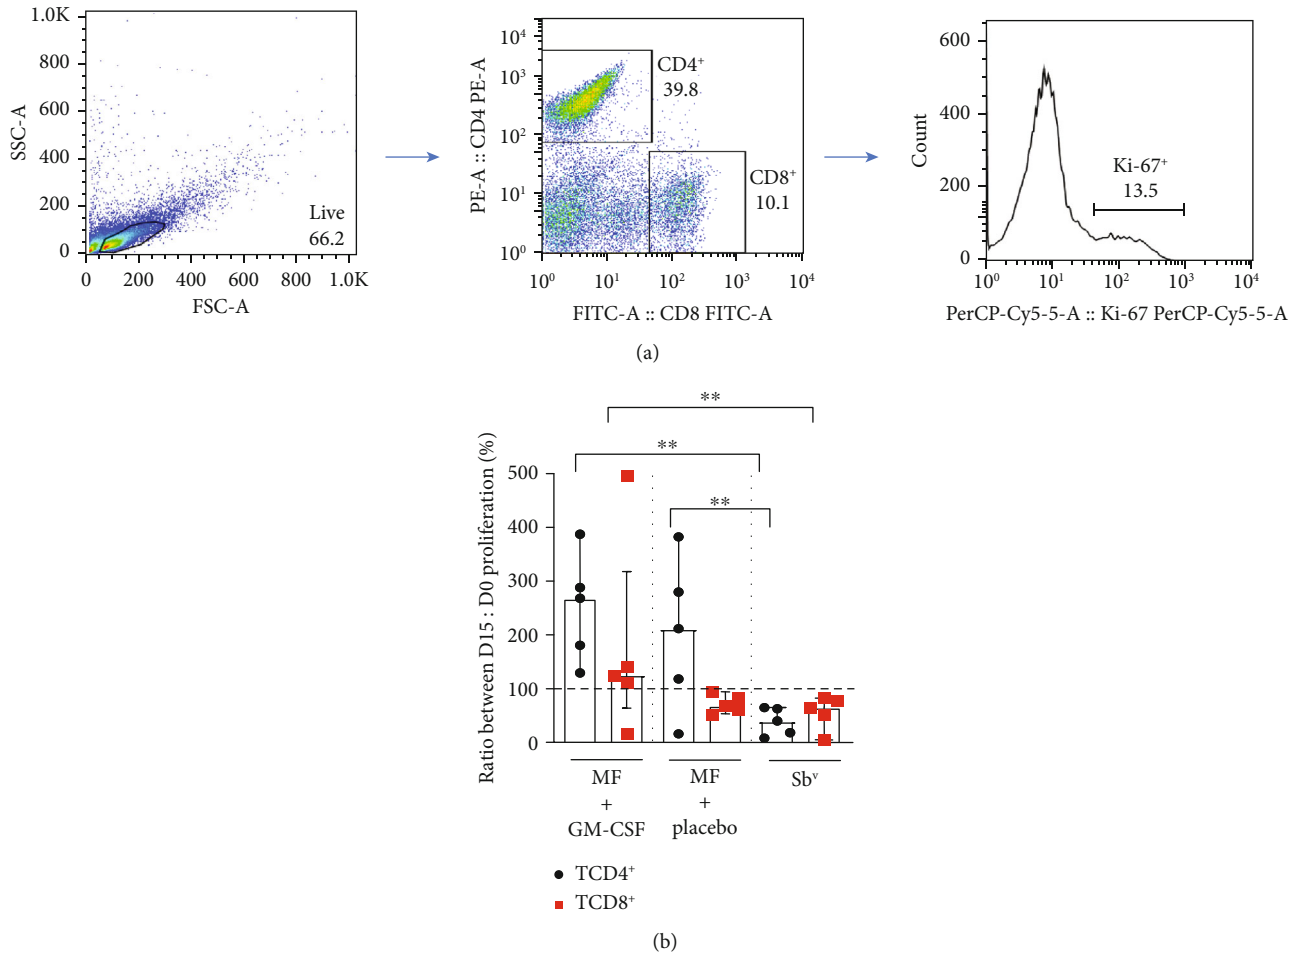 1.0K
800
600
400
200
0
SSC-A
Live
66.2
0
200
400
600
800
1.0K
FSC-A
10⁴
10³
10²
10¹
10⁰
PE-A :: CD4 PE-A
CD4⁺
39.8
CD8⁺
10.1
10⁰
10¹
10²
10³
10⁴
FITC-A :: CD8 FITC-A
600
400
200
0
Count
Ki-67⁺
13.5
10⁰
10¹
10²
10³
10⁴
PerCP-Cy5-5-A :: Ki-67 PerCP-Cy5-5-A
(a)
**
**
**
Ratio between D15 : D0 proliferation (%)
500
400
300
200
100
0
MF
+
GM-CSF
MF
+
placebo
Sbᵛ
TCD4⁺
TCD8⁺
(b)